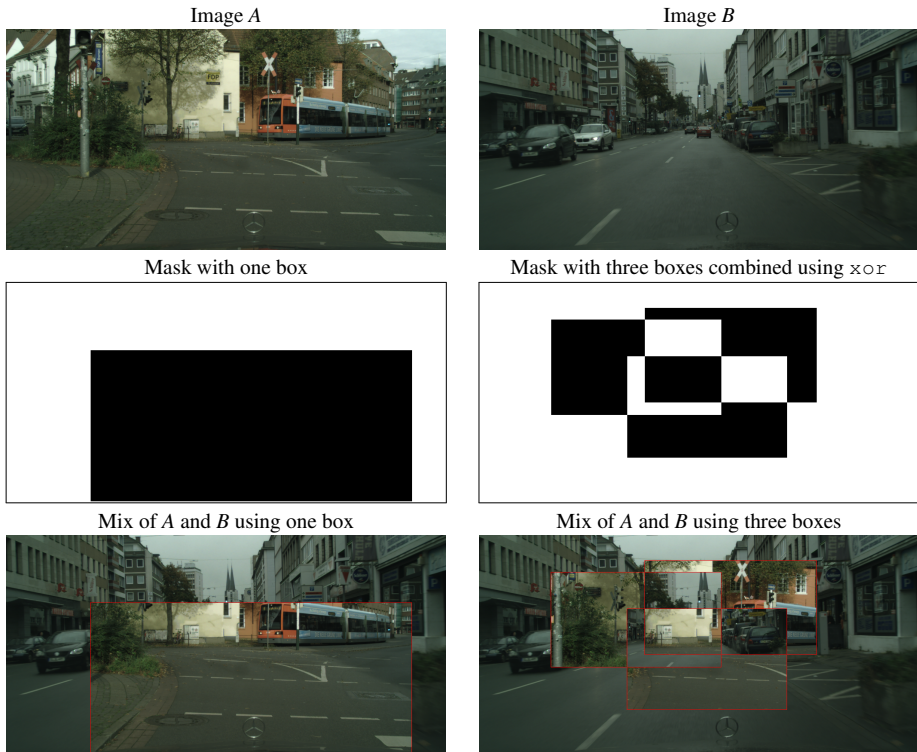 Image A
Image B
FDP
Mask with one box
Mask with three boxes combined using xor
Mix of A and B using one box
Mix of A and B using three boxes